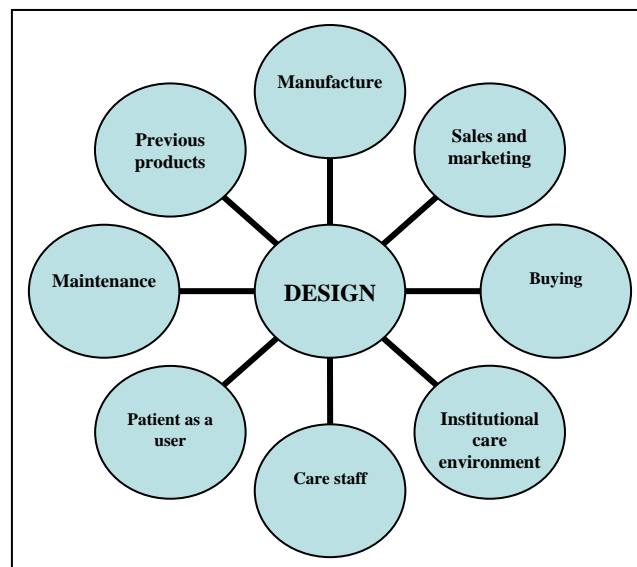 Manufacture
Previous
products
Sales and
marketing
Maintenance
DESIGN
Buying
Patient as a
user
Institutional
care
environment
Care staff